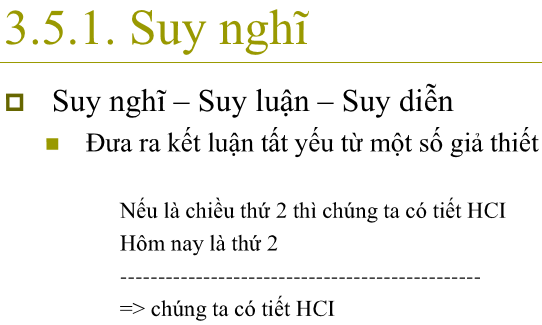 3.5.1. Suy nghĩ
Suy nghĩ – Suy luận – Suy diễn
Đưa ra kết luận tất yếu từ một số giả thiết
Nếu là chiều thứ 2 thì chúng ta có tiết HCI
Hôm nay là thứ 2
------------------------------------------------
=> chúng ta có tiết HCI